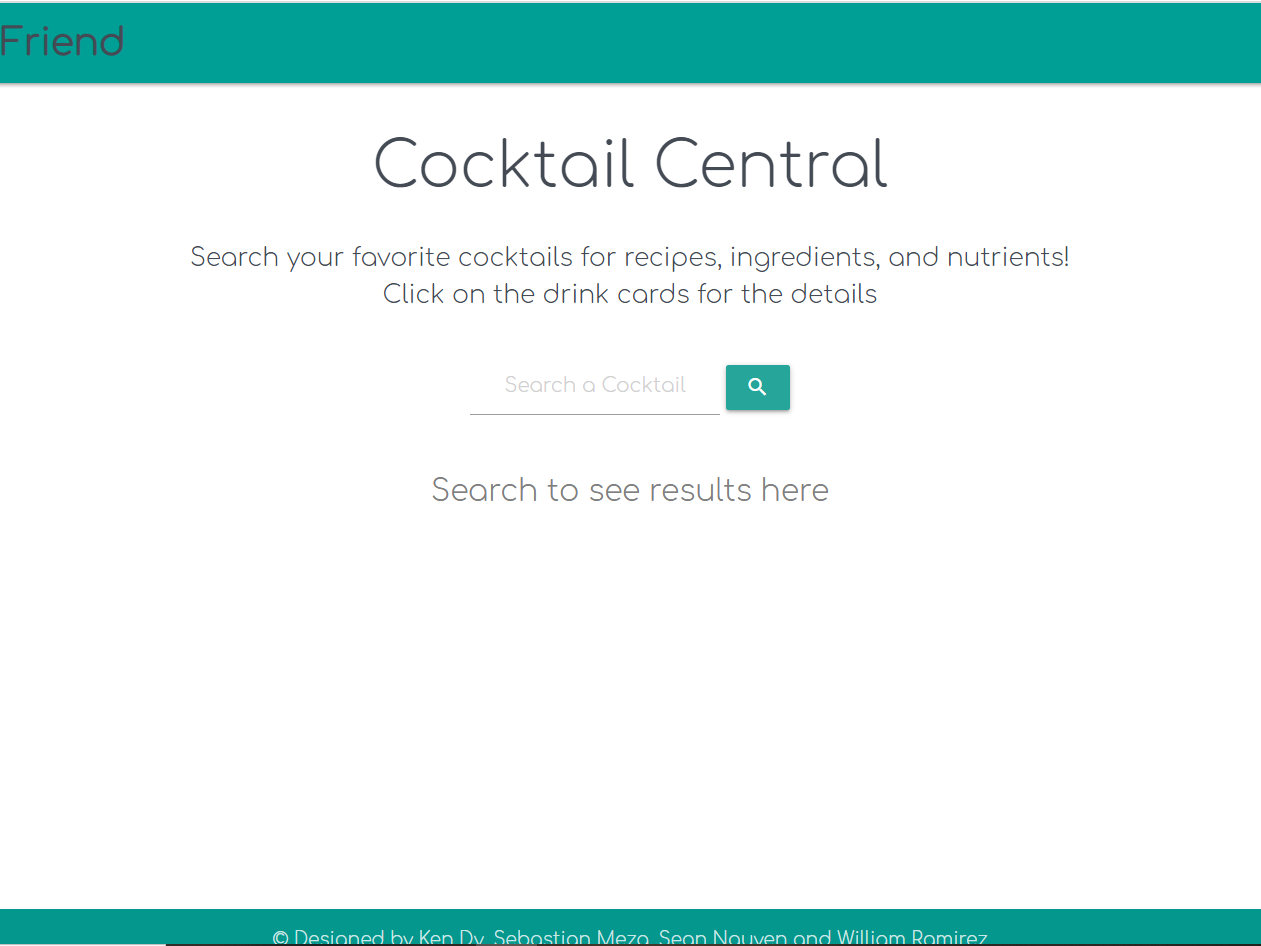 Friend
Cocktail Central
Search your favorite cocktails for recipes, ingredients, and nutrients!
Click on the drink cards for the details
Search a Cocktail
Search to see results here
© Designed by Ken Dy, Sebastian Meza, Sean Nguyen and William Ramirez